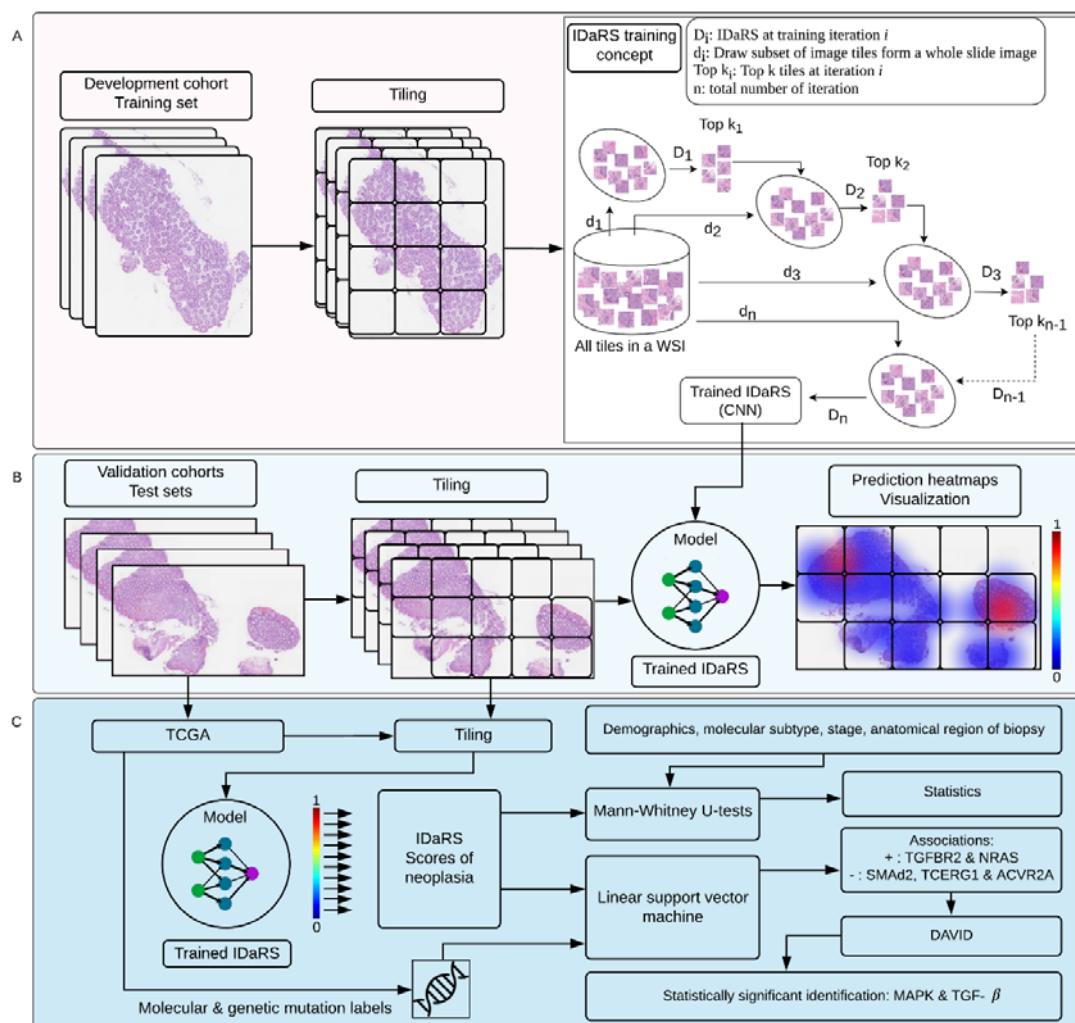 A
Development cohort
Training set
Tiling
IDaRS training
concept
Di: IDaRS at training iteration i
di: Draw subset of image tiles form a whole slide image
Top ki: Top k tiles at iteration i
n: total number of iteration
Top k1
D1
Top k2
D2
d1
d2
d3
D3
dn
All tiles in a WSI
Top kn-1
Dn-1
Trained IDaRS
(CNN)
Dn
B
Validation cohorts
Test sets
Tiling
Model
Trained IDaRS
Prediction heatmaps
Visualization
1
0
C
TCGA
Tiling
Demographics, molecular subtype, stage, anatomical region of biopsy
Model
Trained IDaRS
1
0
IDaRS
Scores of
neoplasia
Mann-Whitney U-tests
Statistics
Linear support vector
machine
Associations:
+ : TGFBR2 & NRAS
- : SMAd2, TCERG1 & ACVR2A
DAVID
Molecular & genetic mutation labels
Statistically significant identification: MAPK & TGF- β